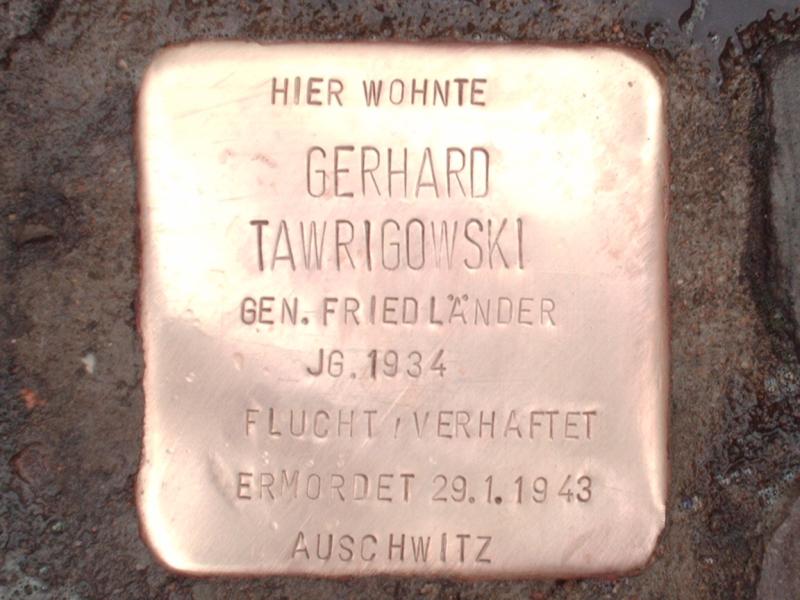 HIER WOHNTE
GERHARD
TAWRIGOWSKI
GEN. FRIEDLÄNDER
JG. 1934
FLUCHT / VERHAFTET
ERMORDET 29.1.1943
AUSCHWITZ